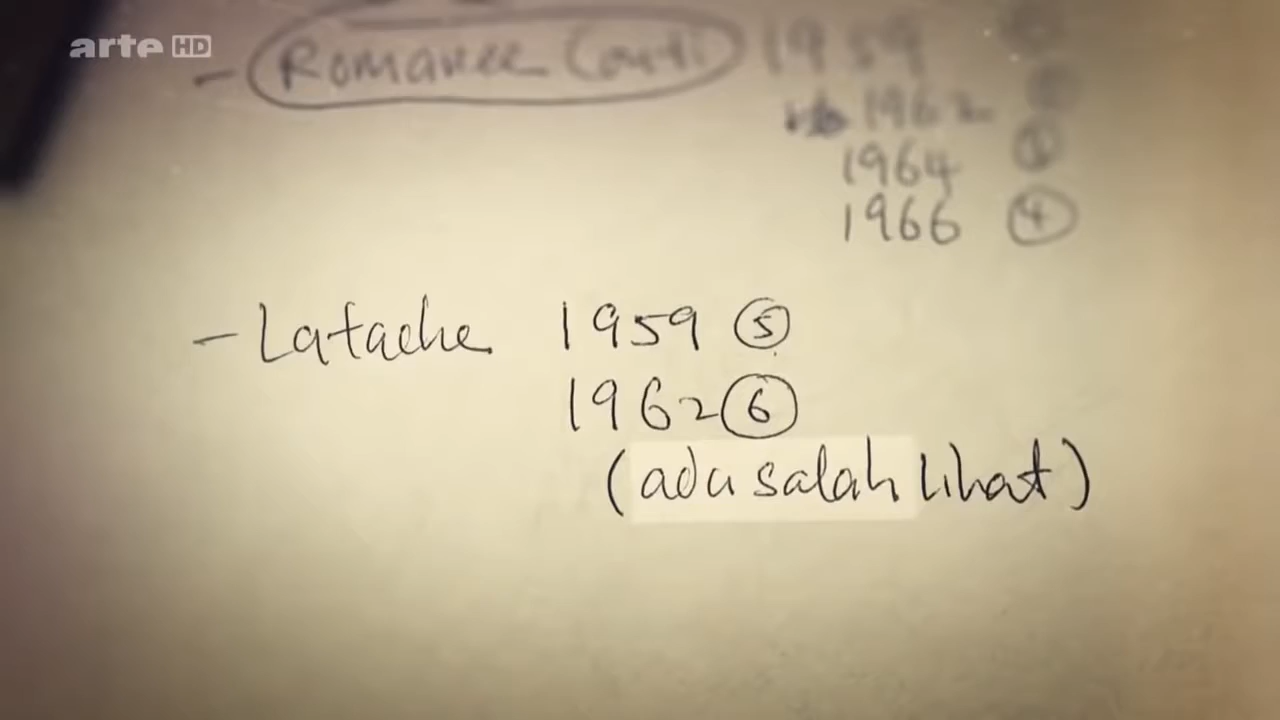 arte HD
- Romanee Conti 1959
1962
1964
1966 4
- Latache 1959 5
1962 6
(ada salah lihat)